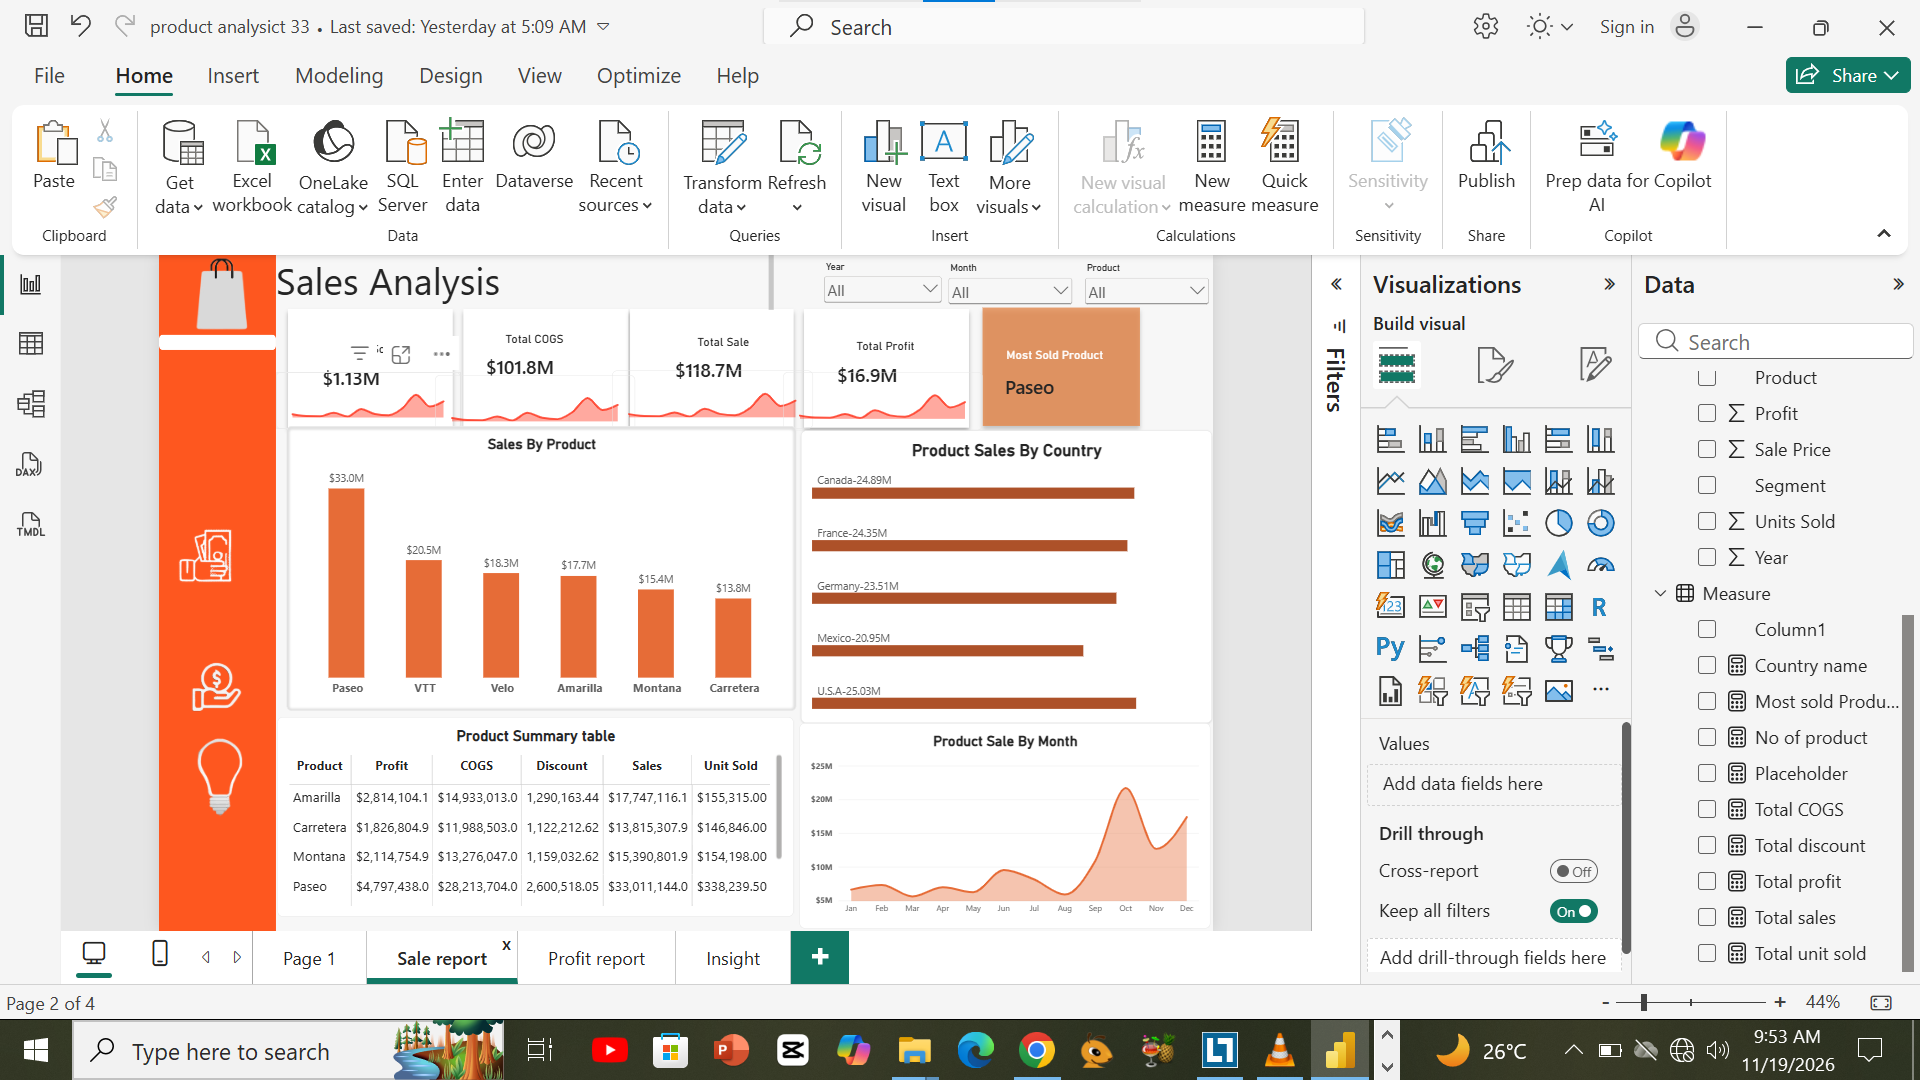 product analysict 33 • Last saved: Yesterday at 5:09 AM
Search
Sign in
File
Home
Insert
Modeling
Design
View
Optimize
Help
Share
Paste
Get data
Excel workbook
OneLake catalog
SQL Server
Enter data
Dataverse
Recent sources
Transform data
Refresh
New visual
Text box
More visuals
New visual calculation
New measure
Quick measure
Sensitivity
Publish
Prep data for AI
Copilot
Clipboard
Data
Queries
Insert
Calculations
Sensitivity
Share
Copilot
DAX
TMDL
Sales Analysis
Year
All
Month
All
Product
All
$1.13M
Total COGS
$101.8M
Total Sale
$118.7M
Total Profit
$16.9M
Most Sold Product
Paseo
Sales By Product
$33.0M
$20.5M
$18.3M
$17.7M
$15.4M
$13.8M
Paseo
VTT
Velo
Amarilla
Montana
Carretera
Product Sales By Country
Canada-24.89M
France-24.35M
Germany-23.51M
Mexico-20.95M
U.S.A-25.03M
Product Summary table
Product Profit COGS Discount Sales Unit Sold
Amarilla $2,814,104.1 $14,933,013.0 1,290,163.44 $17,747,116.1 $155,315.00
Carretera $1,826,804.9 $11,988,503.0 1,122,212.62 $13,815,307.9 $146,846.00
Montana $2,114,754.9 $13,276,047.0 1,159,032.62 $15,390,801.9 $154,198.00
Paseo $4,797,438.0 $28,213,704.0 2,600,518.05 $33,011,144.0 $338,239.50
Product Sale By Month
$25M
$20M
$15M
$10M
$5M
Jan Feb Mar Apr May Jun Jul Aug Sep Oct Nov Dec
Filters
Visualizations
Build visual
123
R
Py
Values
Add data fields here
Drill through
Cross-report
Off
Keep all filters
On
Add drill-through fields here
Data
Search
Product
Profit
Sale Price
Segment
Units Sold
Year
Measure
Column1
Country name
Most sold Produ...
No of product
Placeholder
Total COGS
Total discount
Total profit
Total sales
Total unit sold
Page 1
Sale report
Profit report
Insight
Page 2 of 4
44%
Type here to search
26°C
9:53 AM
11/19/2026